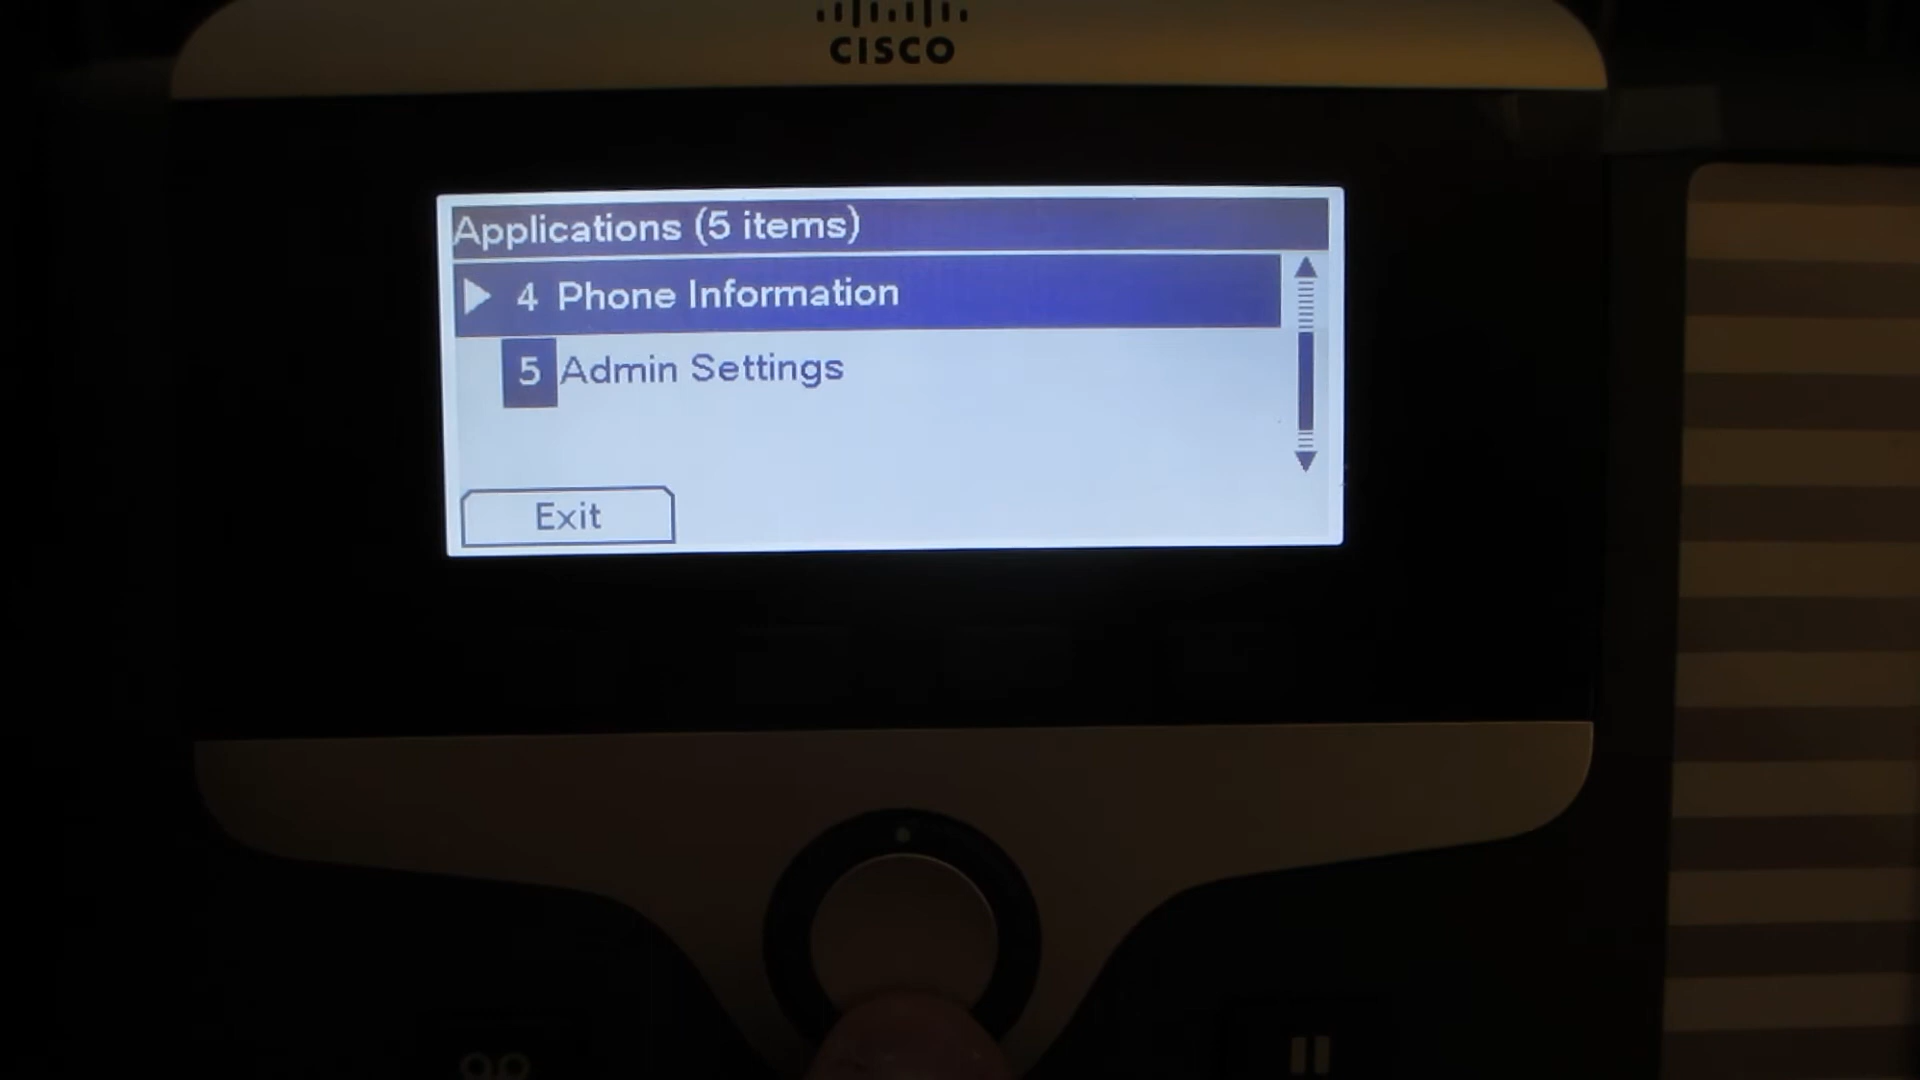 CISCO
Applications (5 items)
4 Phone Information
5 Admin Settings
Exit